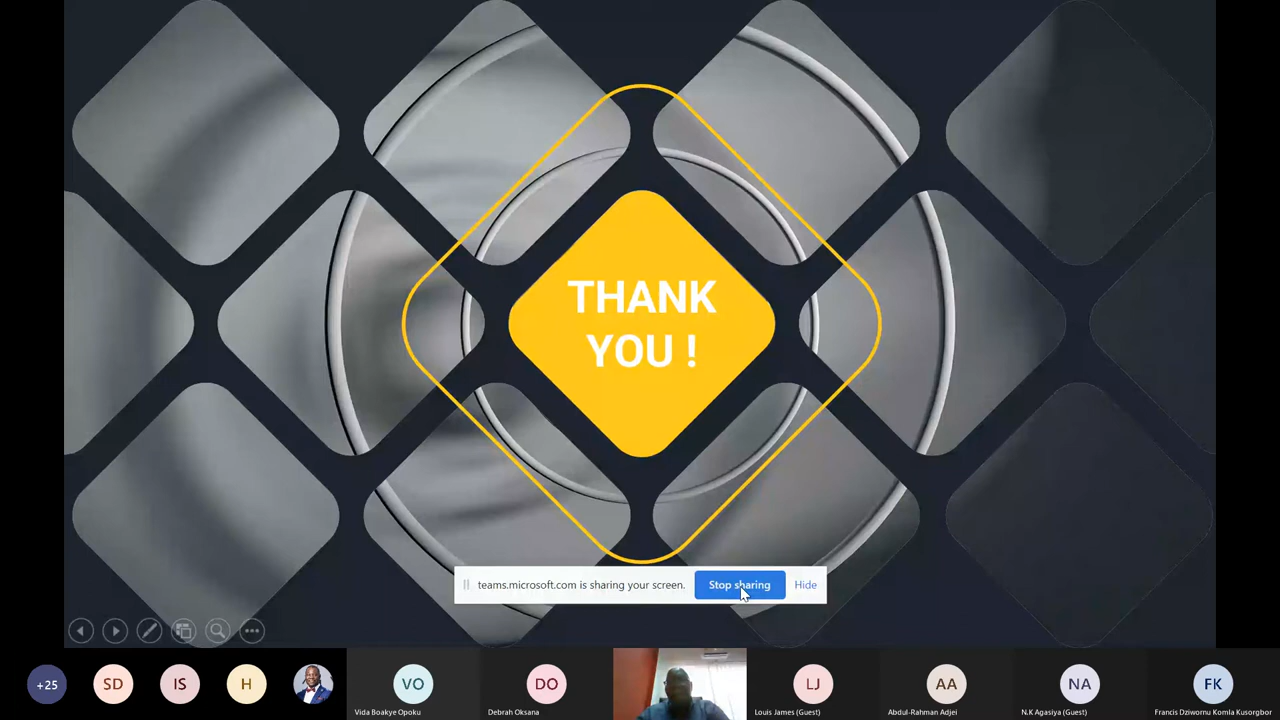 THANK
YOU !
teams.microsoft.com is sharing your screen.
Stop sharing
Hide
+25
SD
IS
H
VO
Vida Boakye Opoku
DO
Debrah Oksana
LJ
Louis James (Guest)
AA
Abdul-Rahman Adjei
NA
N.K Agasiya (Guest)
FK
Francis Dziwornu Komla Kusorgbor